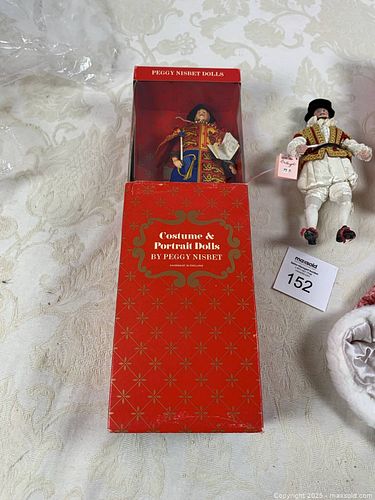 PEGGY NISBET DOLLS
Costume &
Portrait Dolls
BY PEGGY NISBET
maxsold
152
Copyright 2025 - maxsold.com